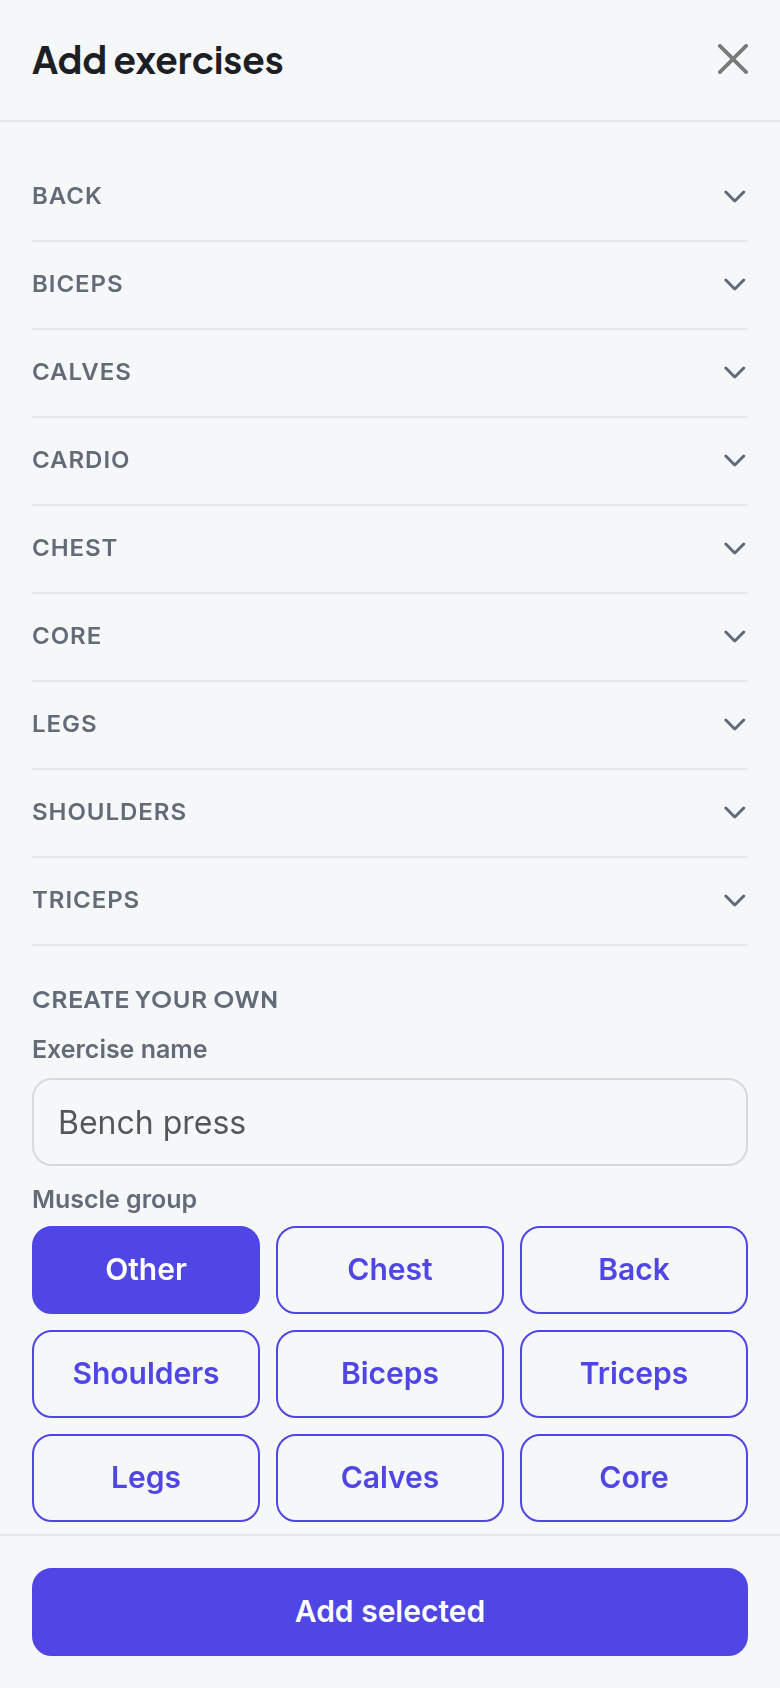 Add exercises
BACK
BICEPS
CALVES
CARDIO
CHEST
CORE
LEGS
SHOULDERS
TRICEPS
CREATE YOUR OWN
Exercise name
Bench press
Muscle group
Other Chest Back
Shoulders Biceps Triceps
Legs Calves Core
Add selected